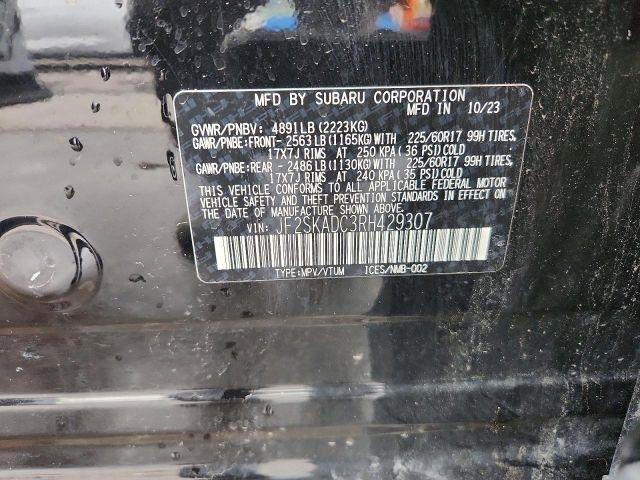 MFD BY SUBARU CORPORATION
MFD IN 10/23
GVWR/PNBV: 4891LB (2223KG)
GAWR/PNBE:FRONT- 2563LB(1165KG)WITH 225/60R17 99H TIRES,
17X7J RIMS AT 250 KPA(36 PSI)COLD
GAWR/PNBE:REAR - 2486LB(1130KG)WITH 225/60R17 99H TIRES,
17X7J RIMS AT 240 KPA(35 PSI)COLD
THIS VEHICLE CONFORMS TO ALL APPLICABLE FEDERAL MOTOR
VEHICLE SAFETY AND THEFT PREVENTION STANDARDS IN EFFECT ON
THE DATE OF MANUFACTURE SHOWN ABOVE.
VIN: JF2SKADC3RH429307
TYPE:MPV/VTUM ICES/NMB-002